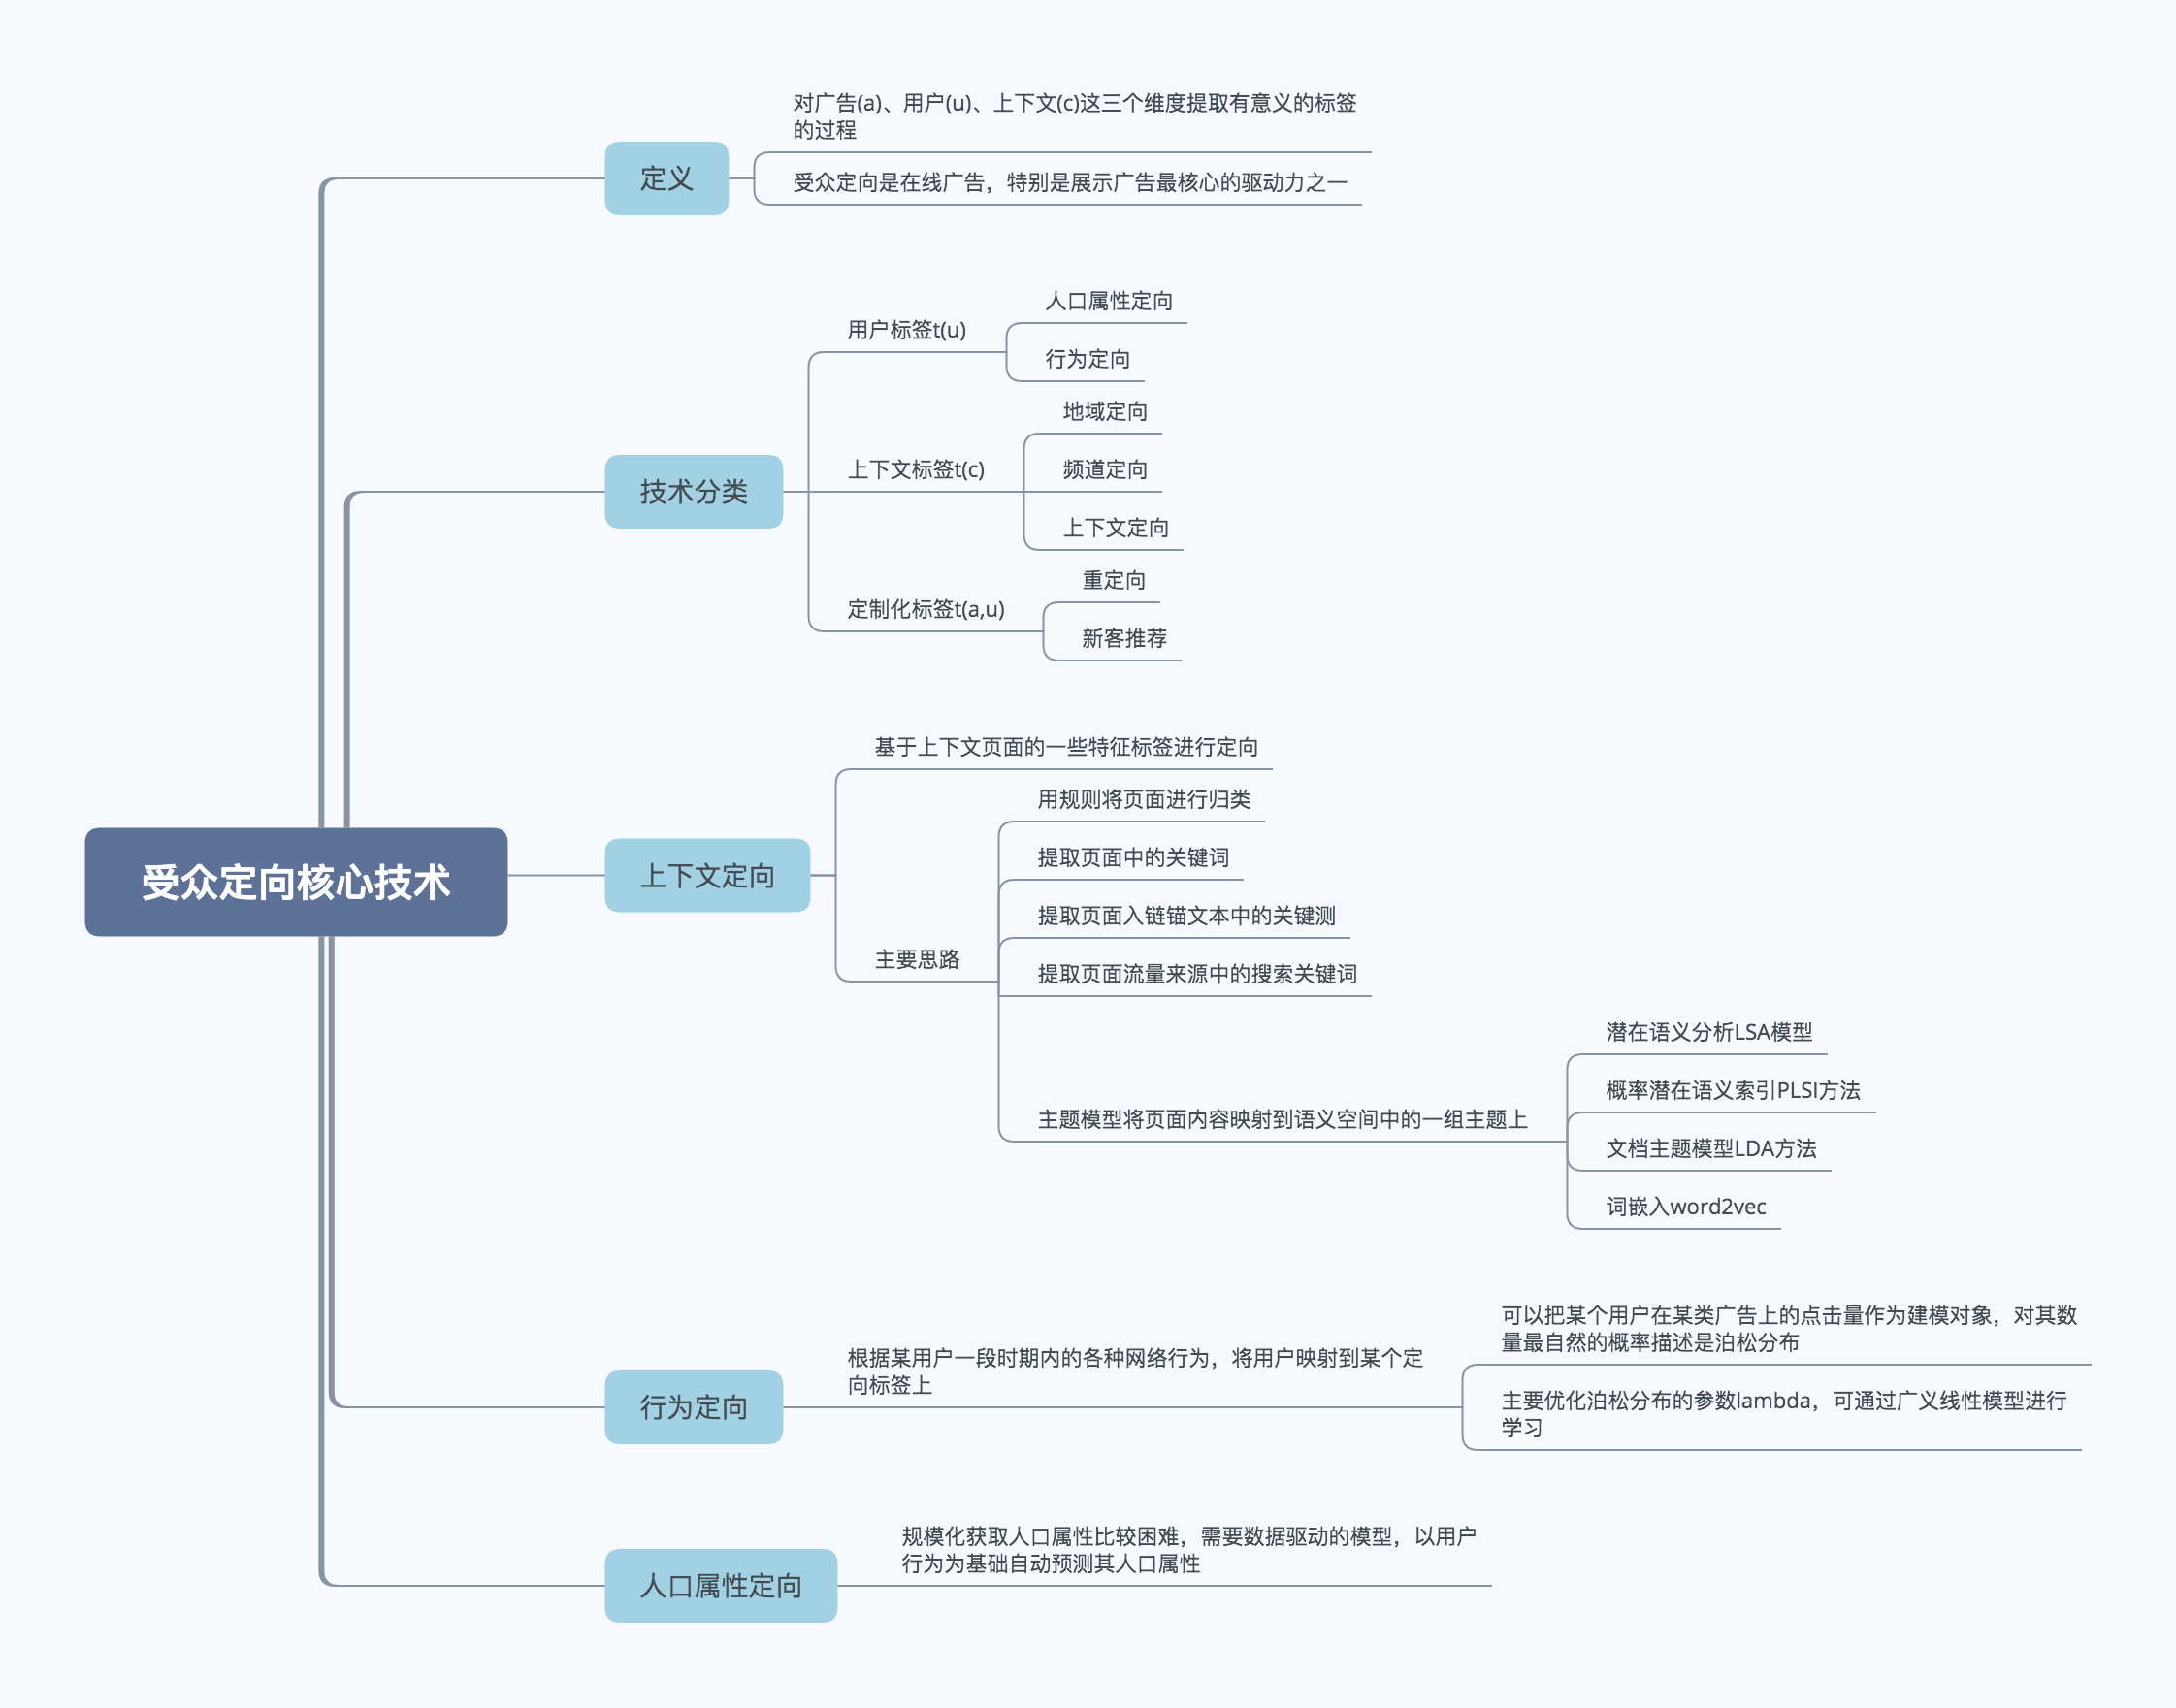 受众定向核心技术
定义
对广告(a)、用户(u)、上下文(c)这三个维度提取有意义的标签
的过程
受众定向是在线广告，特别是展示广告最核心的驱动力之一
技术分类
用户标签t(u)
人口属性定向
行为定向
上下文标签t(c)
地域定向
频道定向
上下文定向
定制化标签t(a,u)
重定向
新客推荐
上下文定向
基于上下文页面的一些特征标签进行定向
主要思路
用规则将页面进行归类
提取页面中的关键词
提取页面入链锚文本中的关键测
提取页面流量来源中的搜索关键词
主题模型将页面内容映射到语义空间中的一组主题上
潜在语义分析LSA模型
概率潜在语义索引PLSI方法
文档主题模型LDA方法
词嵌入word2vec
行为定向
根据某用户一段时期内的各种网络行为，将用户映射到某个定
向标签上
可以把某个用户在某类广告上的点击量作为建模对象，对其数
量最自然的概率描述是泊松分布
主要优化泊松分布的参数lambda，可通过广义线性模型进行
学习
人口属性定向
规模化获取人口属性比较困难，需要数据驱动的模型，以用户
行为为基础自动预测其人口属性